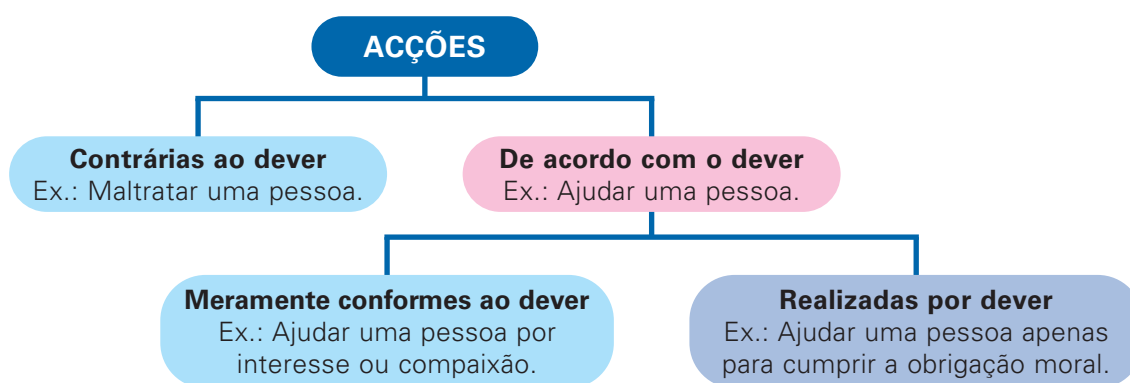 ACÇÕES
Contrárias ao dever
Ex.: Maltratar uma pessoa.
De acordo com o dever
Ex.: Ajudar uma pessoa.
Meramente conformes ao dever
Ex.: Ajudar uma pessoa por
interesse ou compaixão.
Realizadas por dever
Ex.: Ajudar uma pessoa apenas
para cumprir a obrigação moral.